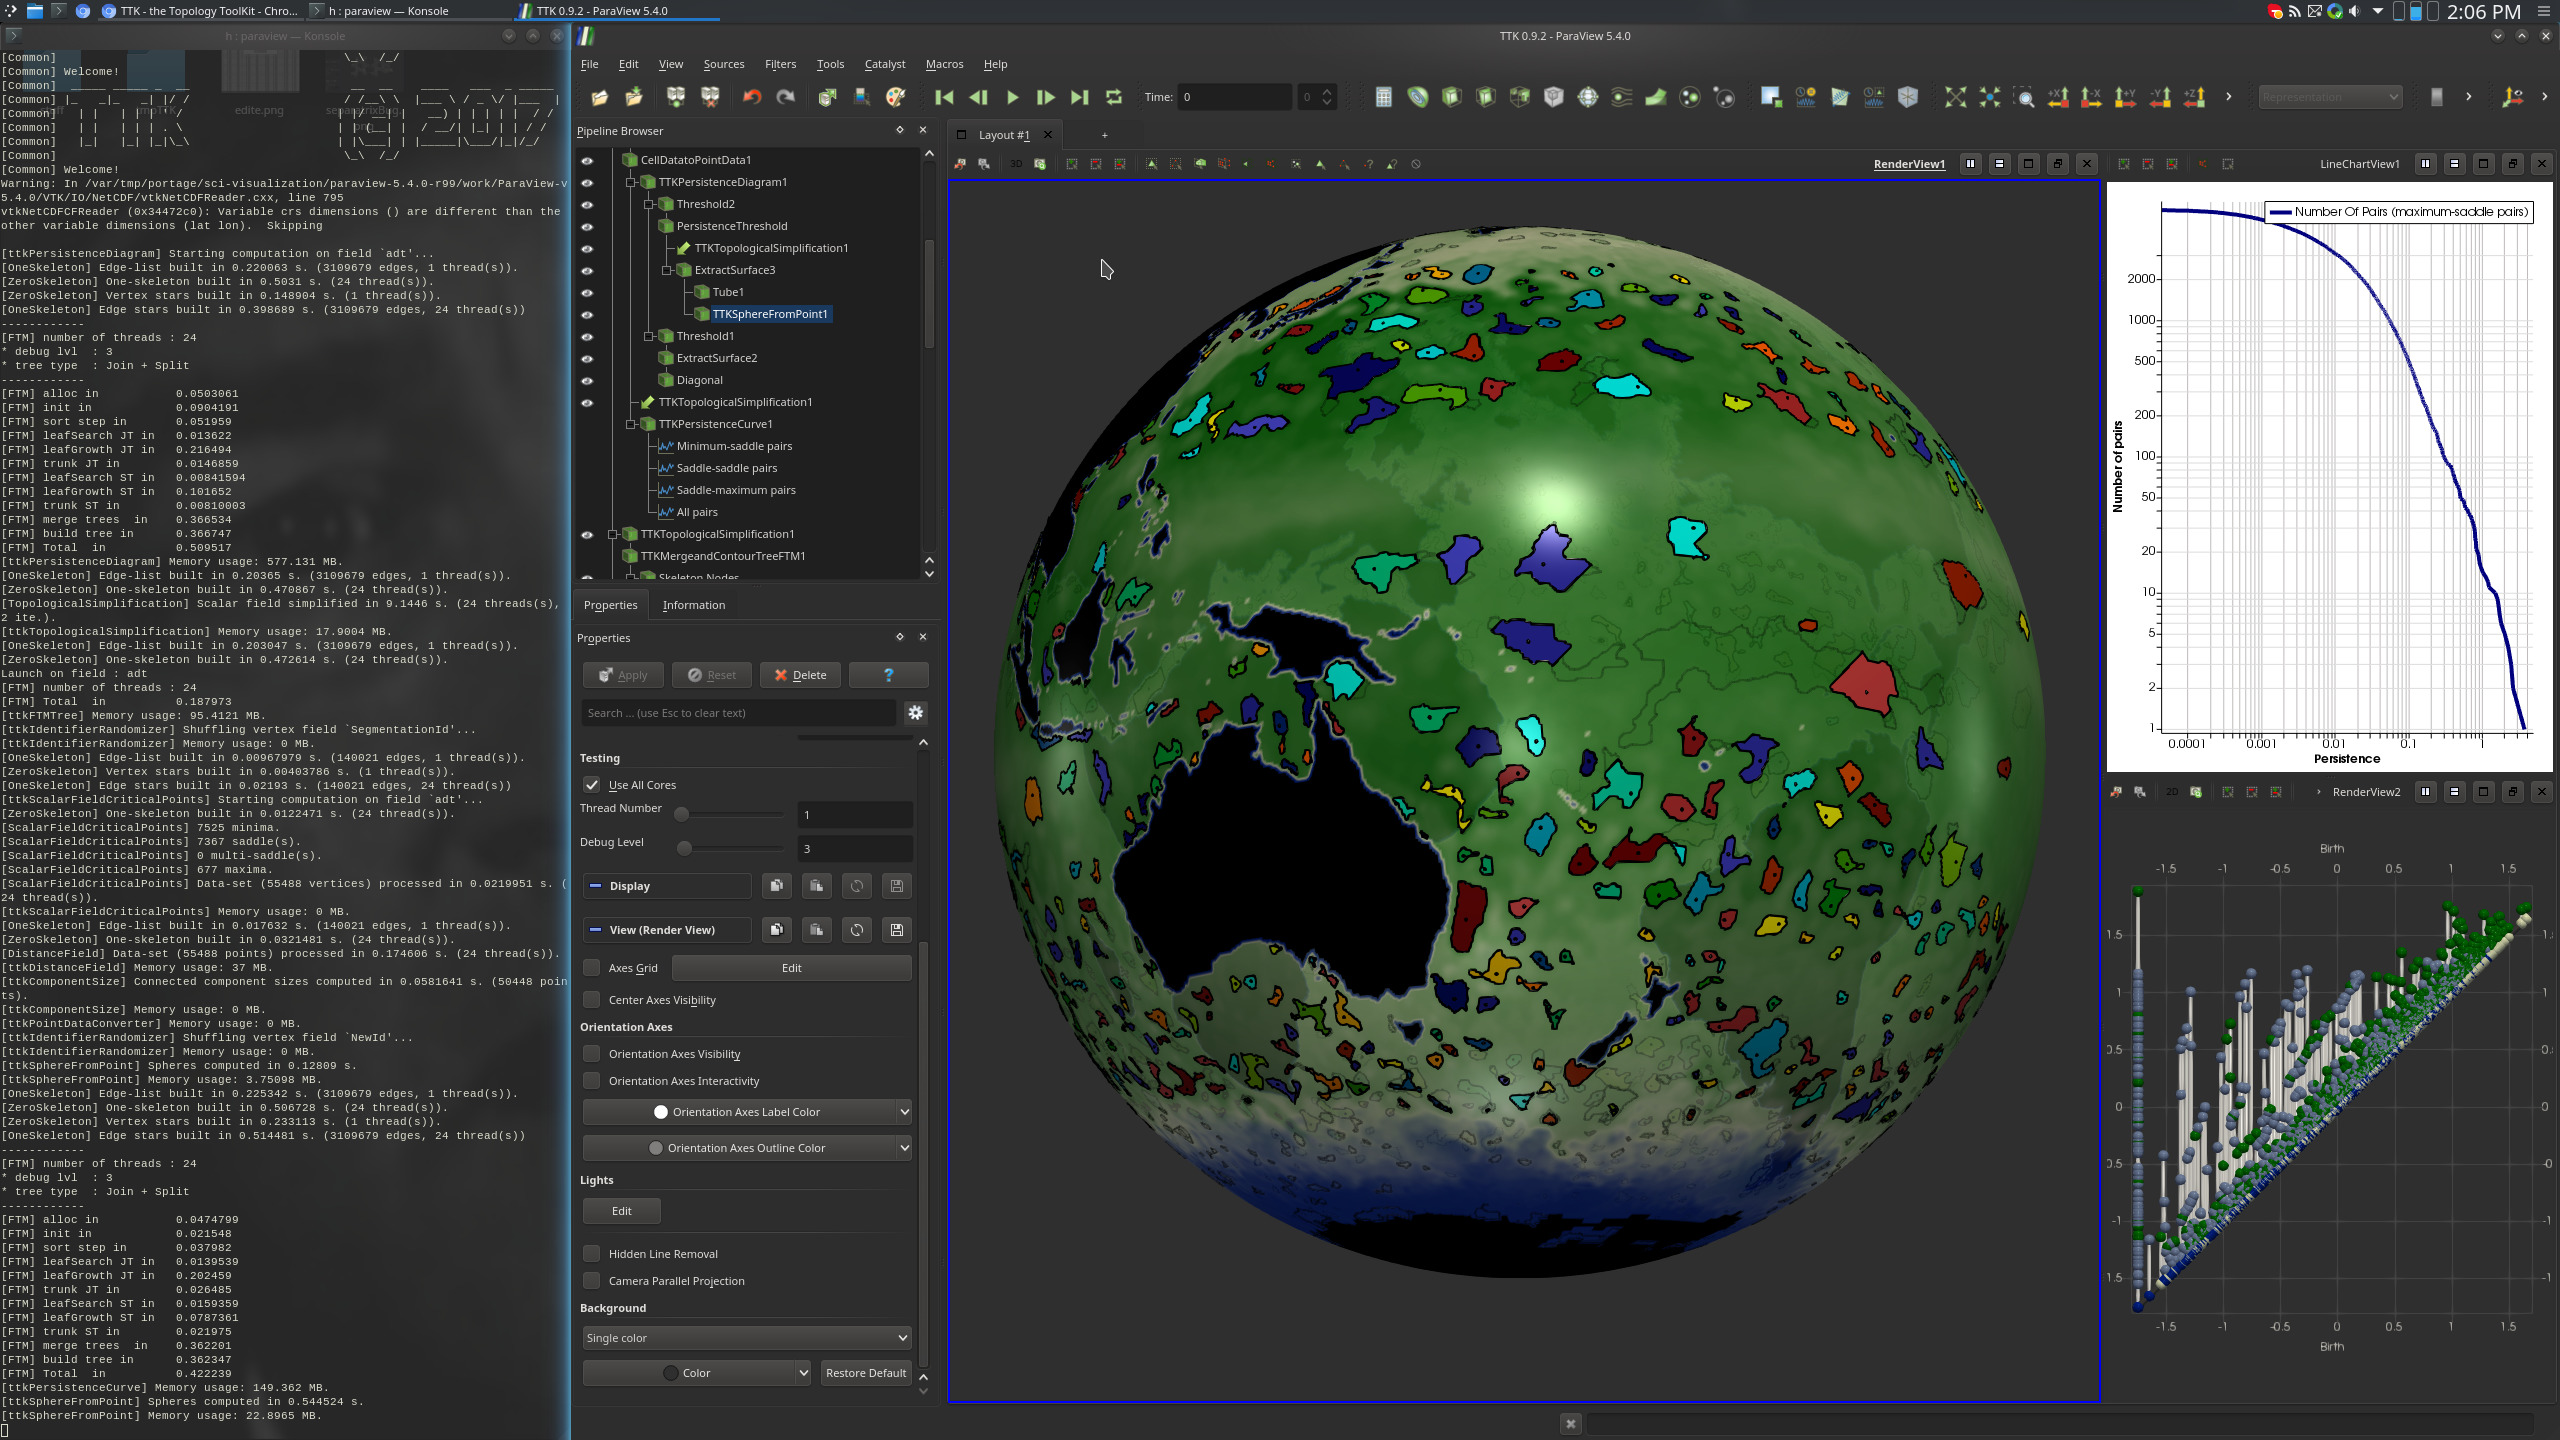 TTK - the Topology ToolKit - Chro...
h : paraview — Konsole
TTK 0.9.2 - ParaView 5.4.0
2:06 PM
h : paraview — Konsole
[Common]
[Common] Welcome!
[Common]
[Common]
[Common]
[Common]
[Common]
[Common]
[Common] Welcome!
Warning: In /var/tmp/portage/sci-visualization/paraview-5.4.0-r99/work/ParaView-v
5.4.0/VTK/IO/NetCDF/vtkNetCDFReader.cxx, line 795
vtkNetCDFCFReader (0x34472c0): Variable crs dimensions () are different than the
other variable dimensions (lat lon).  Skipping
[ttkPersistenceDiagram] Starting computation on field `adt'...
[OneSkeleton] Edge-list built in 0.220063 s. (3109679 edges, 1 thread(s)).
[ZeroSkeleton] One-skeleton built in 0.5031 s. (24 thread(s)).
[ZeroSkeleton] Vertex stars built in 0.148904 s. (1 thread(s)).
[OneSkeleton] Edge stars built in 0.398689 s. (3109679 edges, 24 thread(s))
------------
[FTM] number of threads : 24
* debug lvl  : 3
* tree type  : Join + Split
------------
[FTM] alloc in 0.0503061
[FTM] init in 0.0904191
[FTM] sort step in 0.051959
[FTM] leafSearch JT in 0.013622
[FTM] leafGrowth JT in 0.216494
[FTM] trunk JT in 0.0146859
[FTM] leafSearch ST in 0.00841594
[FTM] leafGrowth ST in 0.101652
[FTM] trunk ST in 0.00810003
[FTM] merge trees  in 0.366534
[FTM] build tree in 0.366747
[FTM] Total  in 0.509517
[ttkPersistenceDiagram] Memory usage: 577.131 MB.
[OneSkeleton] Edge-list built in 0.20365 s. (3109679 edges, 1 thread(s)).
[ZeroSkeleton] One-skeleton built in 0.470867 s. (24 thread(s)).
[TopologicalSimplification] Scalar field simplified in 9.1446 s. (24 threads(s),
2 ite.).
[ttkTopologicalSimplification] Memory usage: 17.9004 MB.
[OneSkeleton] Edge-list built in 0.203047 s. (3109679 edges, 1 thread(s)).
[ZeroSkeleton] One-skeleton built in 0.472614 s. (24 thread(s)).
Launch on field : adt
[FTM] number of threads : 24
[FTM] Total  in 0.187973
[ttkFTMTree] Memory usage: 95.4121 MB.
[ttkIdentifierRandomizer] Shuffling vertex field `SegmentationId'...
[ttkIdentifierRandomizer] Memory usage: 0 MB.
[OneSkeleton] Edge-list built in 0.00967979 s. (140021 edges, 1 thread(s)).
[ZeroSkeleton] Vertex stars built in 0.00403786 s. (1 thread(s)).
[OneSkeleton] Edge stars built in 0.02193 s. (140021 edges, 24 thread(s))
[ttkScalarFieldCriticalPoints] Starting computation on field `adt'...
[ZeroSkeleton] One-skeleton built in 0.0122471 s. (24 thread(s)).
[ScalarFieldCriticalPoints] 7525 minima.
[ScalarFieldCriticalPoints] 7367 saddle(s).
[ScalarFieldCriticalPoints] 0 multi-saddle(s).
[ScalarFieldCriticalPoints] 677 maxima.
[ScalarFieldCriticalPoints] Data-set (55488 vertices) processed in 0.0219951 s. (
24 thread(s)).
[ttkScalarFieldCriticalPoints] Memory usage: 0 MB.
[OneSkeleton] Edge-list built in 0.017632 s. (140021 edges, 1 thread(s)).
[ZeroSkeleton] One-skeleton built in 0.0321481 s. (24 thread(s)).
[DistanceField] Data-set (55488 points) processed in 0.174606 s. (24 thread(s)).
[ttkDistanceField] Memory usage: 37 MB.
[ttkComponentSize] Connected component sizes computed in 0.0581641 s. (50448 poin
ts).
[ttkComponentSize] Memory usage: 0 MB.
[ttkPointDataConverter] Memory usage: 0 MB.
[ttkIdentifierRandomizer] Shuffling vertex field `NewId'...
[ttkIdentifierRandomizer] Memory usage: 0 MB.
[ttkSphereFromPoint] Spheres computed in 0.12809 s.
[ttkSphereFromPoint] Memory usage: 3.75098 MB.
[OneSkeleton] Edge-list built in 0.225342 s. (3109679 edges, 1 thread(s)).
[ZeroSkeleton] One-skeleton built in 0.506728 s. (24 thread(s)).
[ZeroSkeleton] Vertex stars built in 0.233113 s. (1 thread(s)).
[OneSkeleton] Edge stars built in 0.514481 s. (3109679 edges, 24 thread(s))
------------
[FTM] number of threads : 24
* debug lvl  : 3
* tree type  : Join + Split
------------
[FTM] alloc in 0.0474799
[FTM] init in 0.021548
[FTM] sort step in 0.037982
[FTM] leafSearch JT in 0.0139539
[FTM] leafGrowth JT in 0.202459
[FTM] trunk JT in 0.026485
[FTM] leafSearch ST in 0.0159359
[FTM] leafGrowth ST in 0.0787361
[FTM] trunk ST in 0.021975
[FTM] merge trees  in 0.362201
[FTM] build tree in 0.362347
[FTM] Total  in 0.422239
[ttkPersistenceCurve] Memory usage: 149.362 MB.
[ttkSphereFromPoint] Spheres computed in 0.544524 s.
[ttkSphereFromPoint] Memory usage: 22.8965 MB.
TTK 0.9.2 - ParaView 5.4.0
File Edit View Sources Filters Tools Catalyst Macros Help
Time: 0 0 Representation
Pipeline Browser
CellDatatoPointData1
TTKPersistenceDiagram1
Threshold2
PersistenceThreshold
TTKTopologicalSimplification1
ExtractSurface3
Tube1
TTKSphereFromPoint1
Threshold1
ExtractSurface2
Diagonal
TTKTopologicalSimplification1
TTKPersistenceCurve1
Minimum-saddle pairs
Saddle-saddle pairs
Saddle-maximum pairs
All pairs
TTKTopologicalSimplification1
TTKMergeandContourTreeFTM1
Skeleton Nodes
Properties Information
Properties
Apply Reset Delete ?
Search ... (use Esc to clear text)
Testing
Use All Cores
Thread Number 1
Debug Level 3
Display
View (Render View)
Axes Grid Edit
Center Axes Visibility
Orientation Axes
Orientation Axes Visibility
Orientation Axes Interactivity
Orientation Axes Label Color
Orientation Axes Outline Color
Lights
Edit
Hidden Line Removal
Camera Parallel Projection
Background
Single color
Color Restore Default
Layout #1 +
3D RenderView1
LineChartView1
Number Of Pairs (maximum-saddle pairs)
Number of pairs
2000
1000
500
200
100
50
20
10
5
2
1
0.0001 0.001 0.01 0.1 1
Persistence
2D RenderView2
Birth
-1.5 -1 -0.5 0 0.5 1 1.5
1.5 1.
1 1
0.5 0.
0 0
0.5 -0
-1 -1
1.5 -1
-1.5 -1 -0.5 0 0.5 1 1.5
Birth